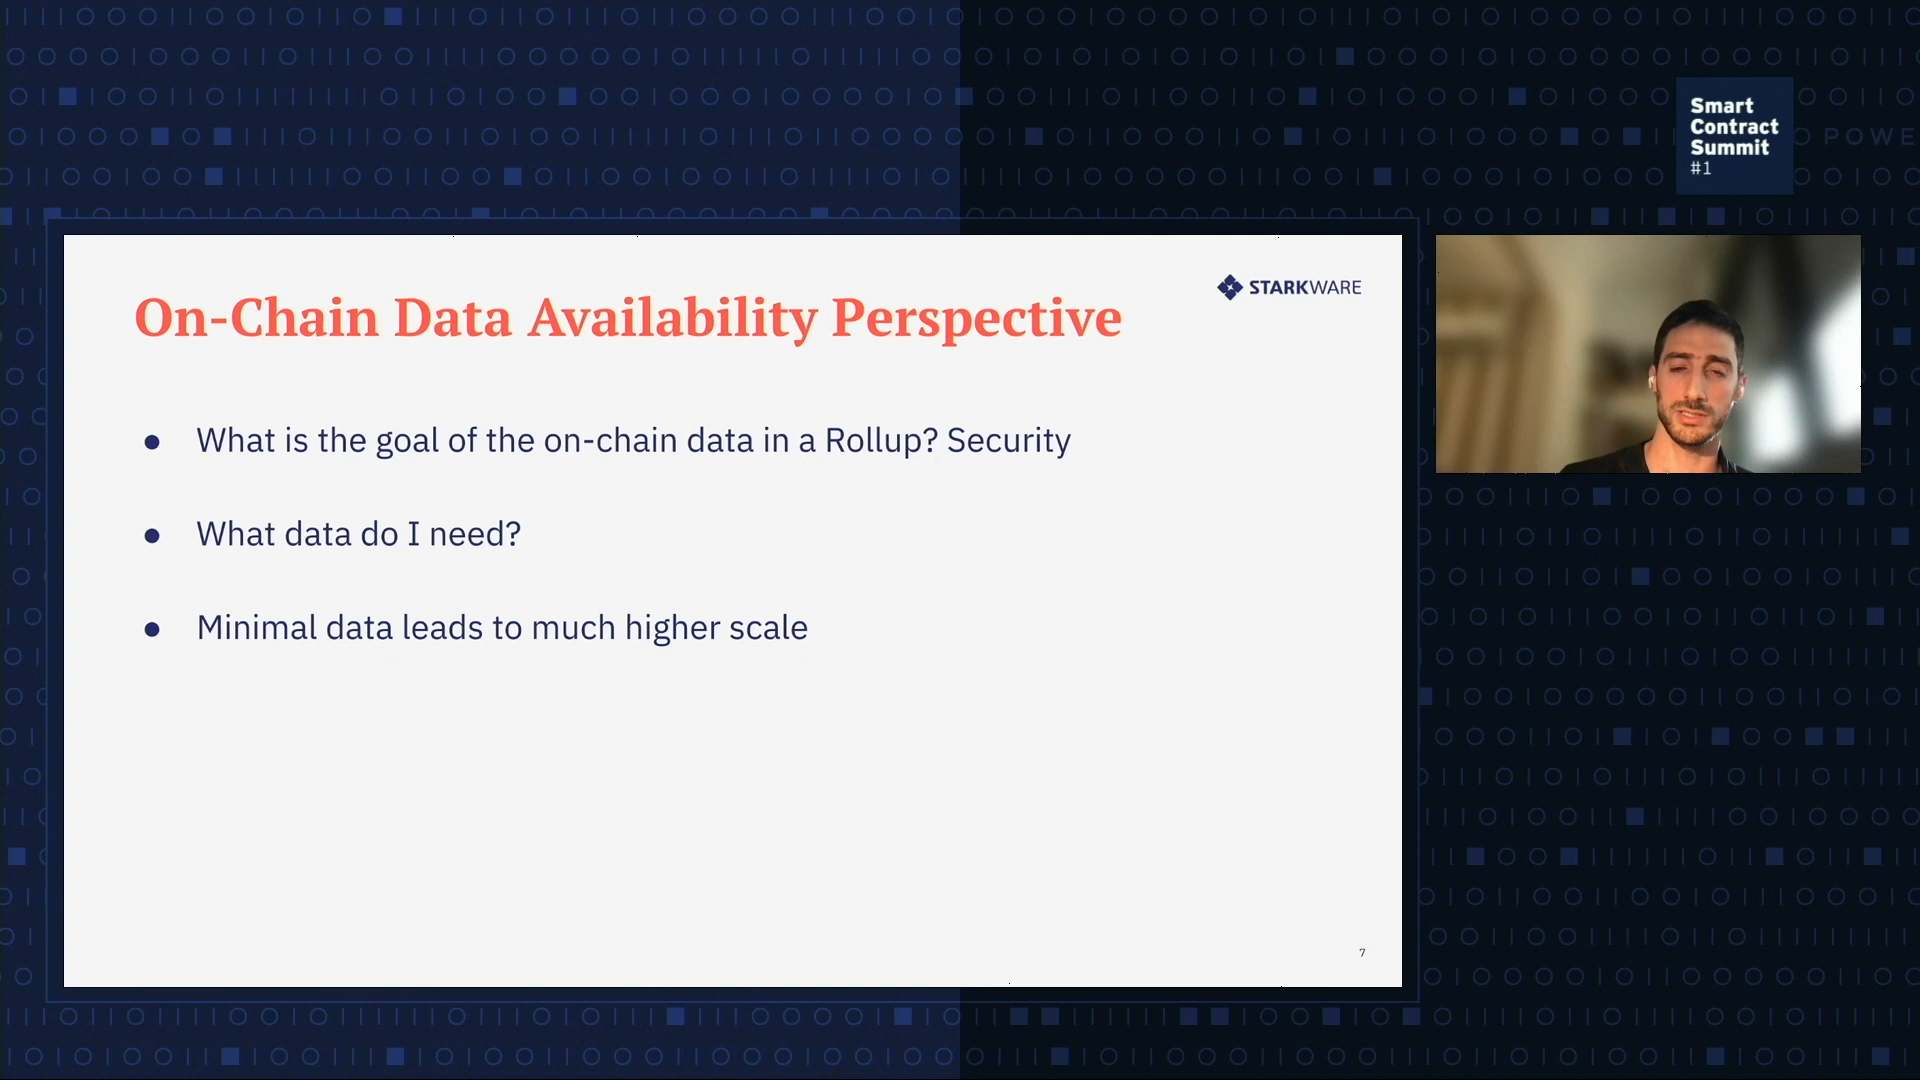 Smart
Contract
Summit
#1
POWE
STARKWARE
On-Chain Data Availability Perspective
● What is the goal of the on-chain data in a Rollup? Security
● What data do I need?
● Minimal data leads to much higher scale
7